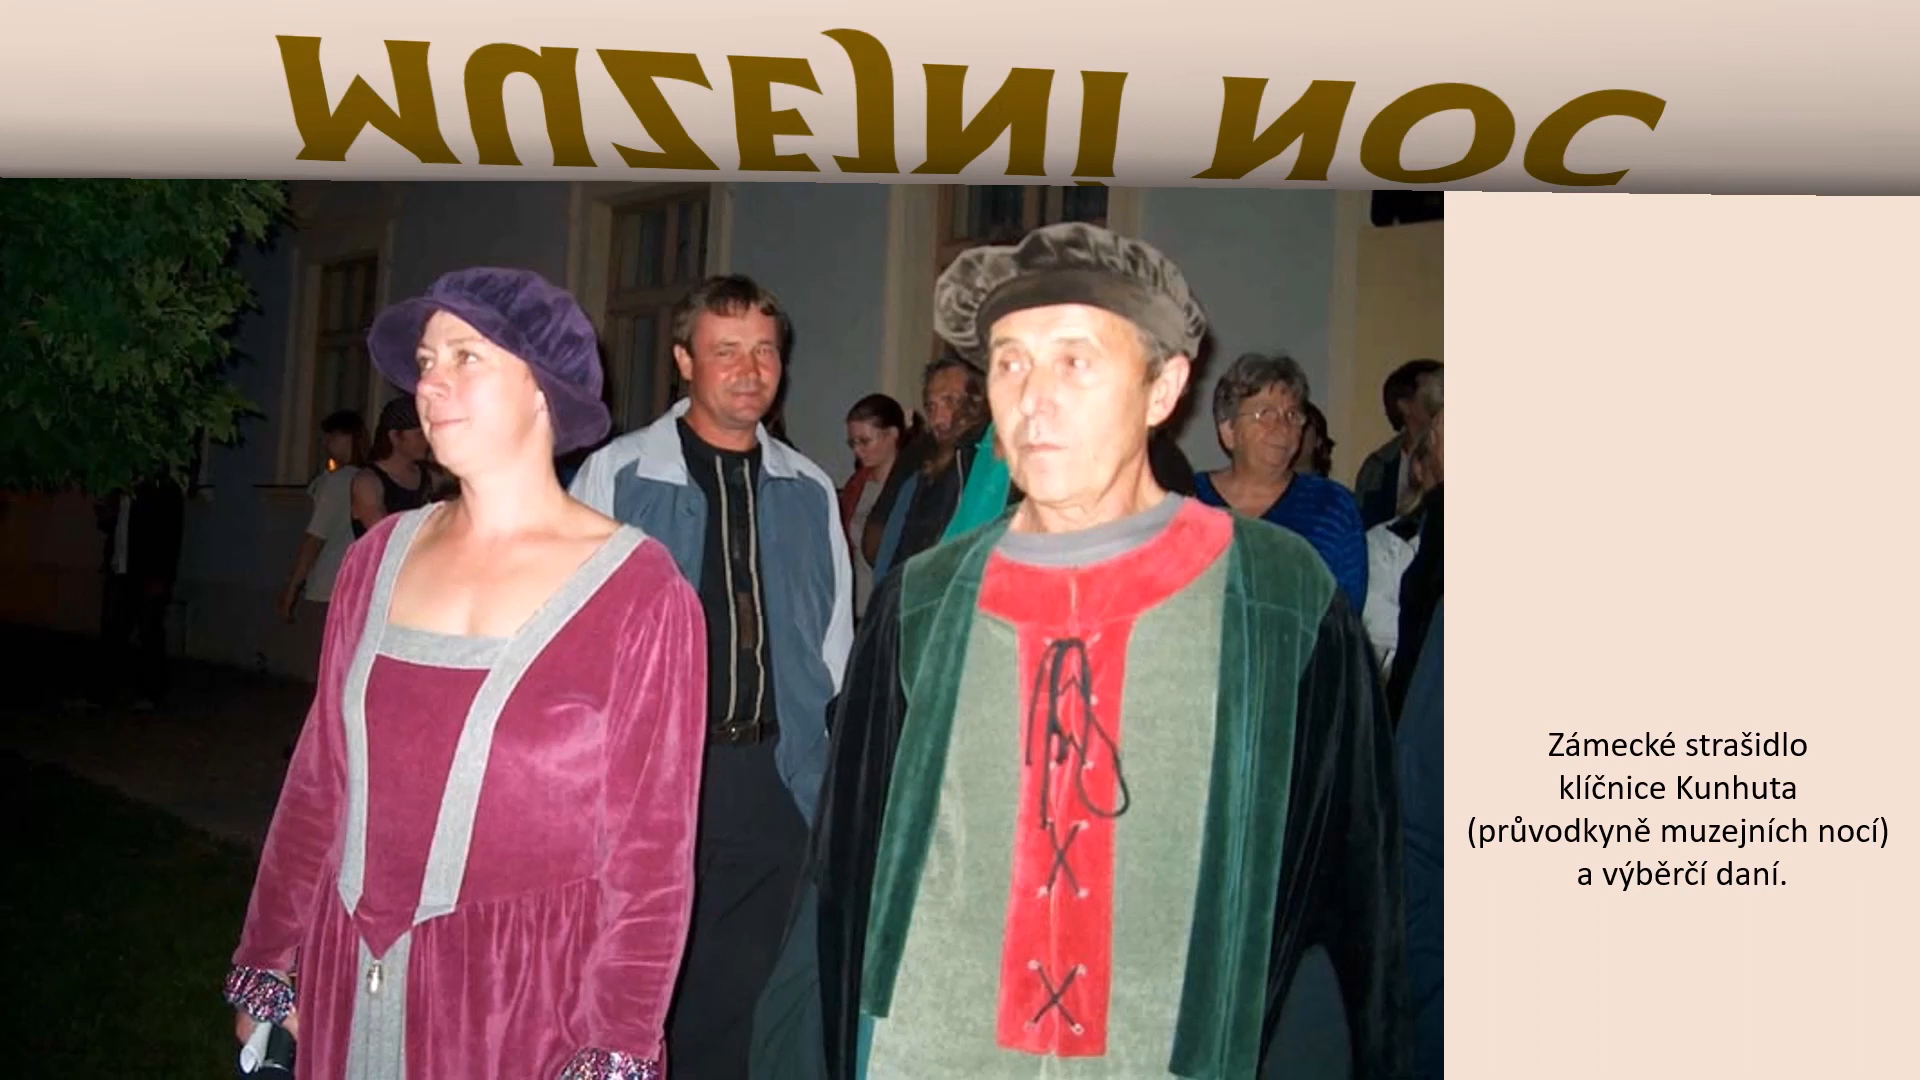 MUZEJNÍ NOC
Zámecké strašidlo
klíčnice Kunhuta
(průvodkyně muzejních nocí)
a výběrčí daní.